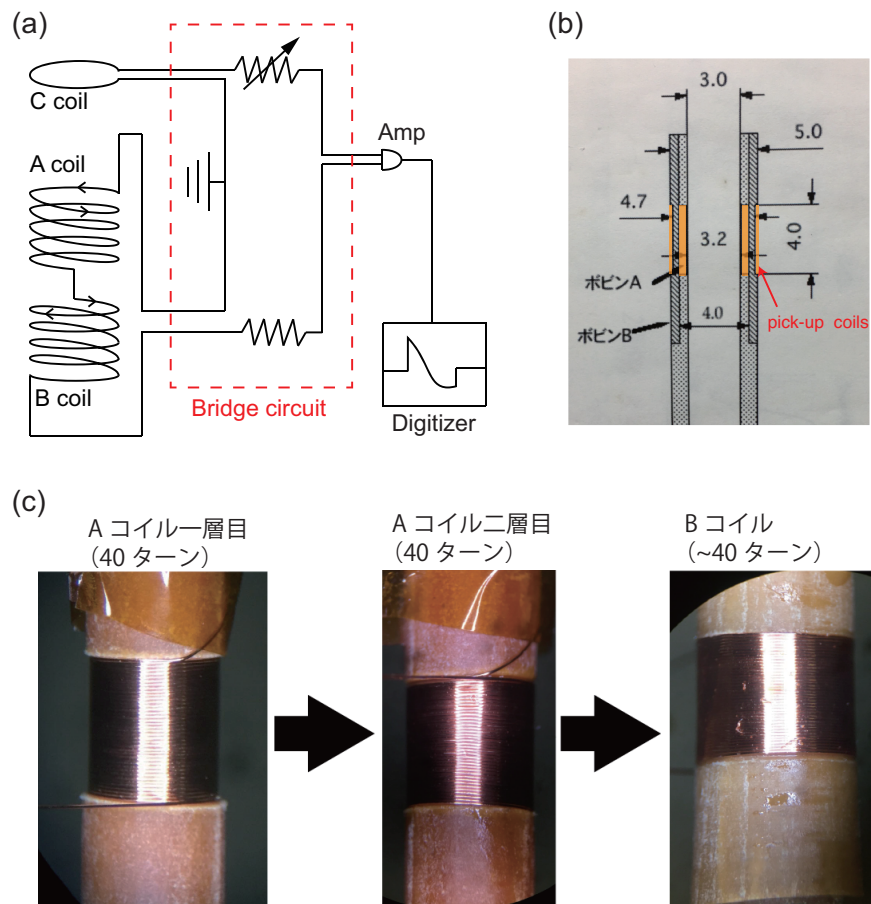 (a)
C coil
A coil
B coil
Bridge circuit
Amp
Digitizer
(b)
3.0
5.0
4.7
3.2
4.0
ボビンA
4.0
ボビンB
pick-up coils
(c)
A コイル一層目
（40 ターン）
A コイル二層目
（40 ターン）
B コイル
（~40 ターン）